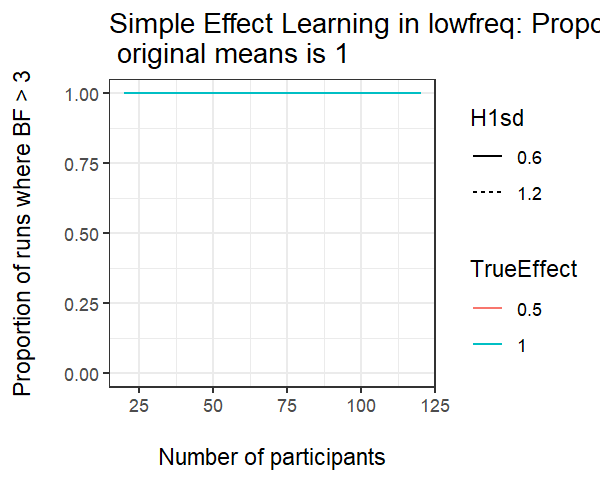 Simple Effect Learning in lowfreq: Propo
original means is 1
Proportion of runs where BF > 3
1.00
0.75
0.50
0.25
0.00
25 50 75 100 125
Number of participants
H1sd
0.6
1.2
TrueEffect
0.5
1